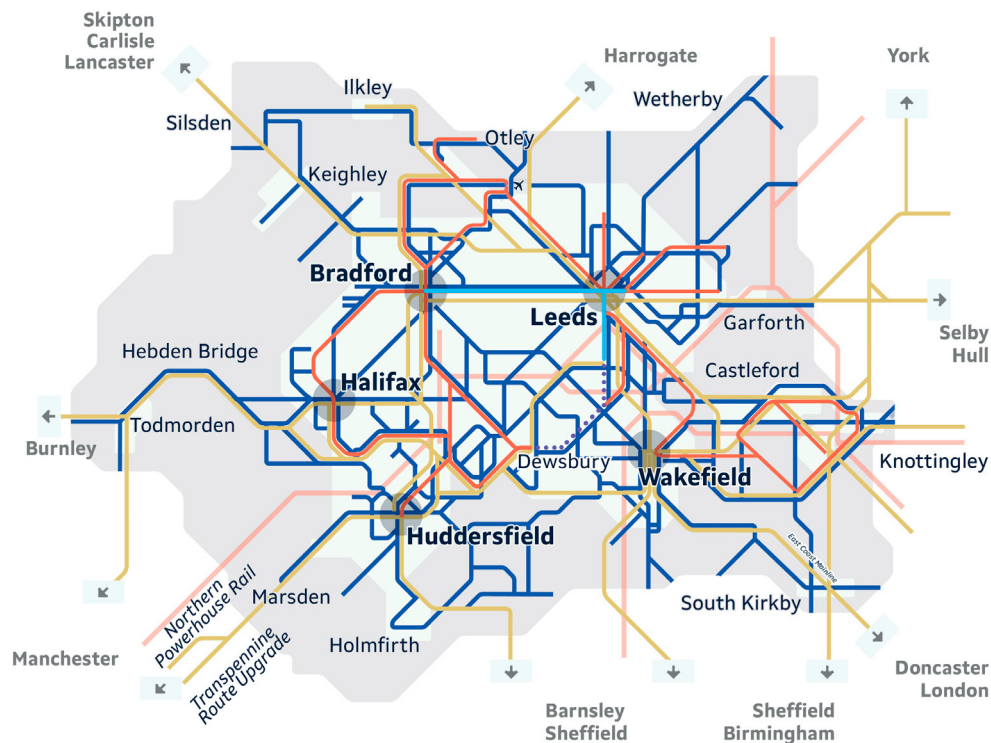 Skipton
Carlisle
Lancaster
Harrogate
York
Ilkley
Wetherby
Silsden
Otley
Keighley
Bradford
Leeds
Garforth
Selby
Hull
Hebden Bridge
Halifax
Castleford
Todmorden
Burnley
Dewsbury
Knottingley
Wakefield
Huddersfield
East Coast Mainline
Northern
Powerhouse Rail
Marsden
South Kirkby
Holmfirth
Manchester
Transpennine
Route Upgrade
Doncaster
London
Barnsley
Sheffield
Sheffield
Birmingham